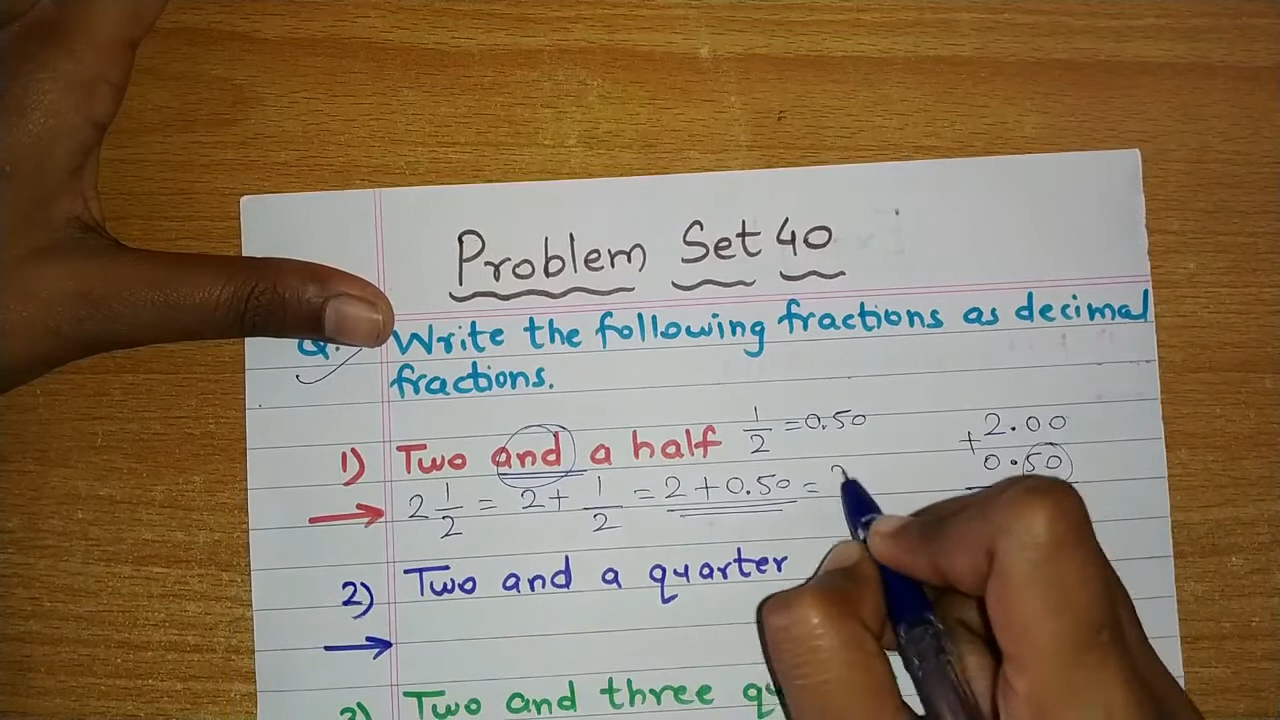 Problem Set 40
Q. Write the following fractions as decimal
fractions.
1) Two and a half 1/2 = 0.50
2 1/2 = 2 + 1/2 = 2 + 0.50 =
2.00
+ 0.50
2) Two and a quarter
3) Two and three